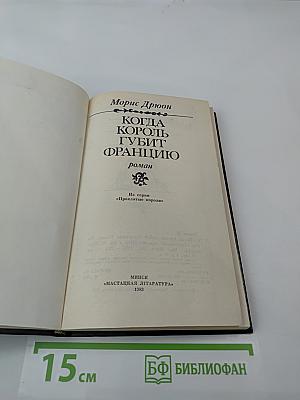 Морис Дрюон
КОГДА
КОРОЛЬ
ГУБИТ
ФРАНЦИЮ
роман
Из серии
«Проклятые короли»
МИНСК
«МАСТАЦКАЯ ЛІТАРАТУРА»
1983
15 см
БФ БИБЛИОФАН